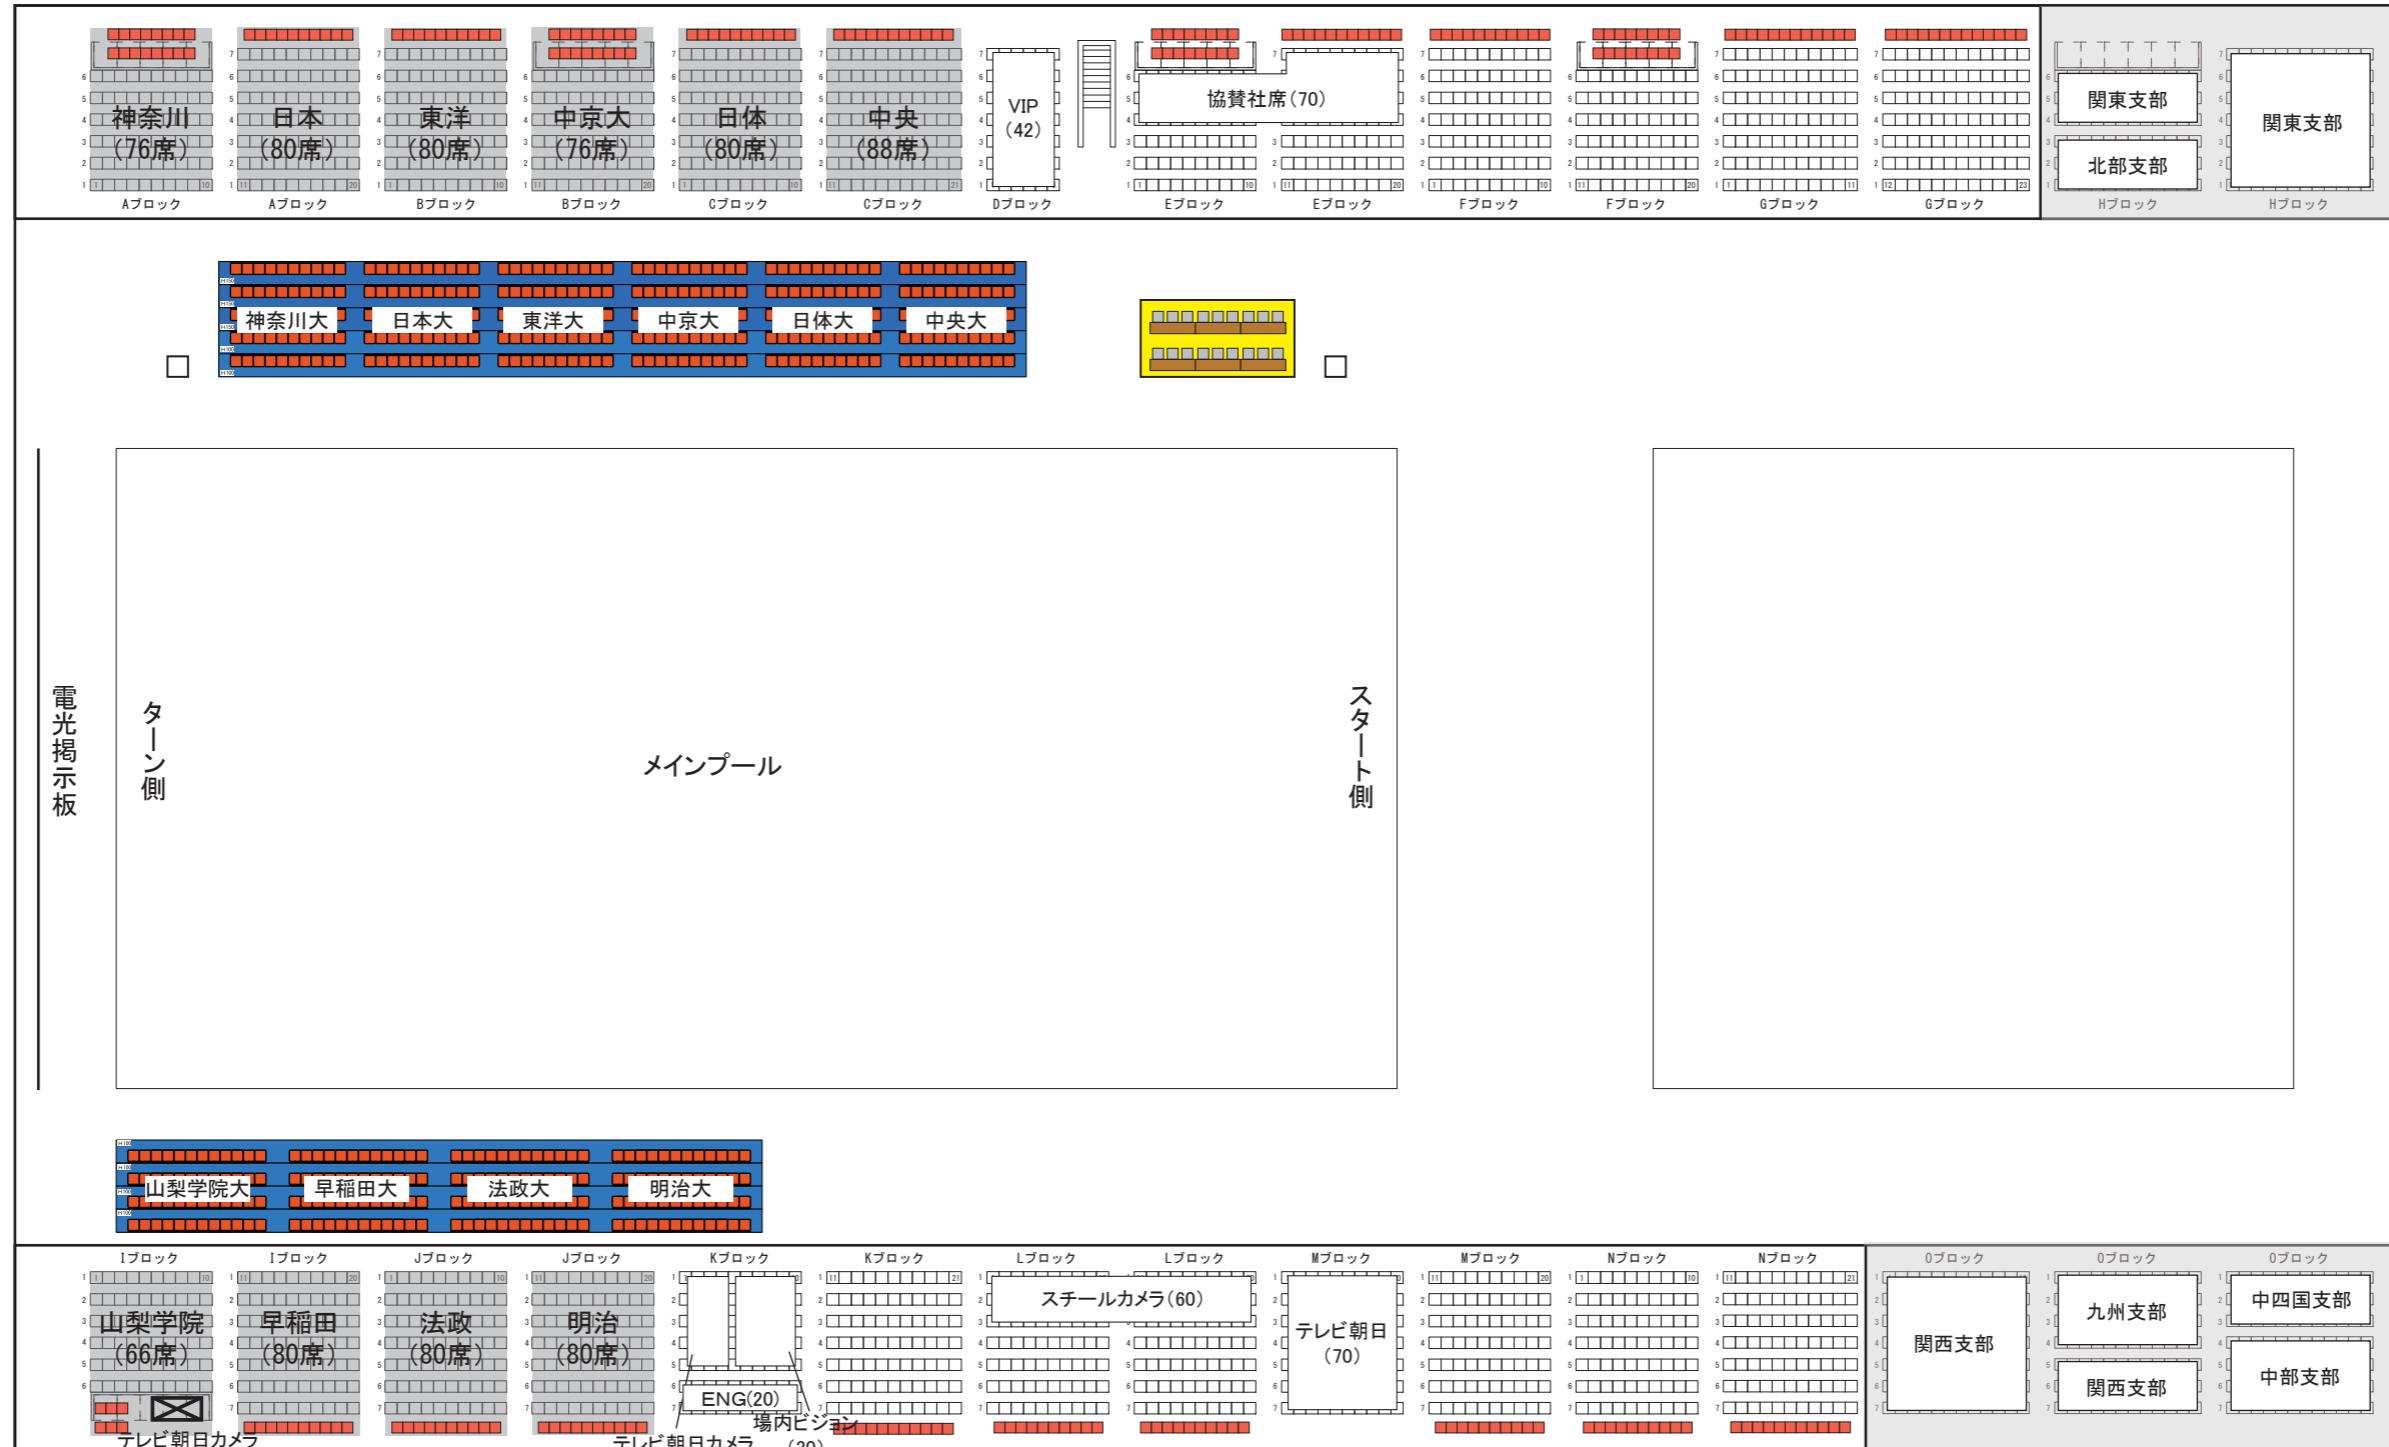 神奈川
(76席)
日本
(80席)
東洋
(80席)
中京大
(76席)
日体
(80席)
中央
(88席)
VIP
(42)
協賛社席(70)
関東支部
北部支部
関東支部
Aブロック
Aブロック
Bブロック
Bブロック
Cブロック
Cブロック
Dブロック
Eブロック
Eブロック
Fブロック
Fブロック
Gブロック
Gブロック
Hブロック
Hブロック
神奈川大
日本大
東洋大
中京大
日体大
中央大
電光掲示板
ターン側
メインプール
スタート側
山梨学院大
早稲田大
法政大
明治大
Iブロック
Iブロック
Jブロック
Jブロック
Kブロック
Kブロック
Lブロック
Lブロック
Mブロック
Mブロック
Nブロック
Nブロック
Oブロック
Oブロック
Oブロック
山梨学院
(66席)
早稲田
(80席)
法政
(80席)
明治
(80席)
ENG(20)
スチールカメラ(60)
テレビ朝日
(70)
関西支部
九州支部
関西支部
中四国支部
中部支部
テレビ朝日カメラ
テレビ朝日カメラ
場内ビジョン